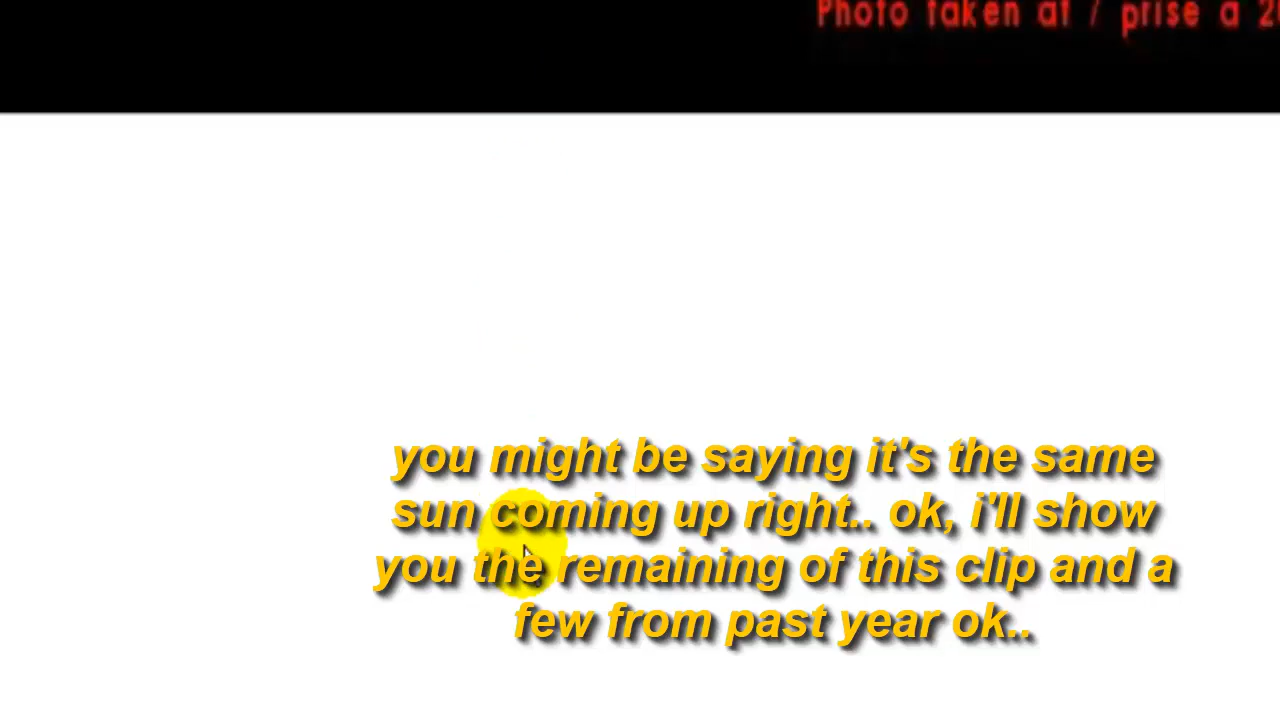 Photo taken at / prise a
you might be saying it's the same
sun coming up right.. ok, i'll show
you the remaining of this clip and a
few from past year ok..